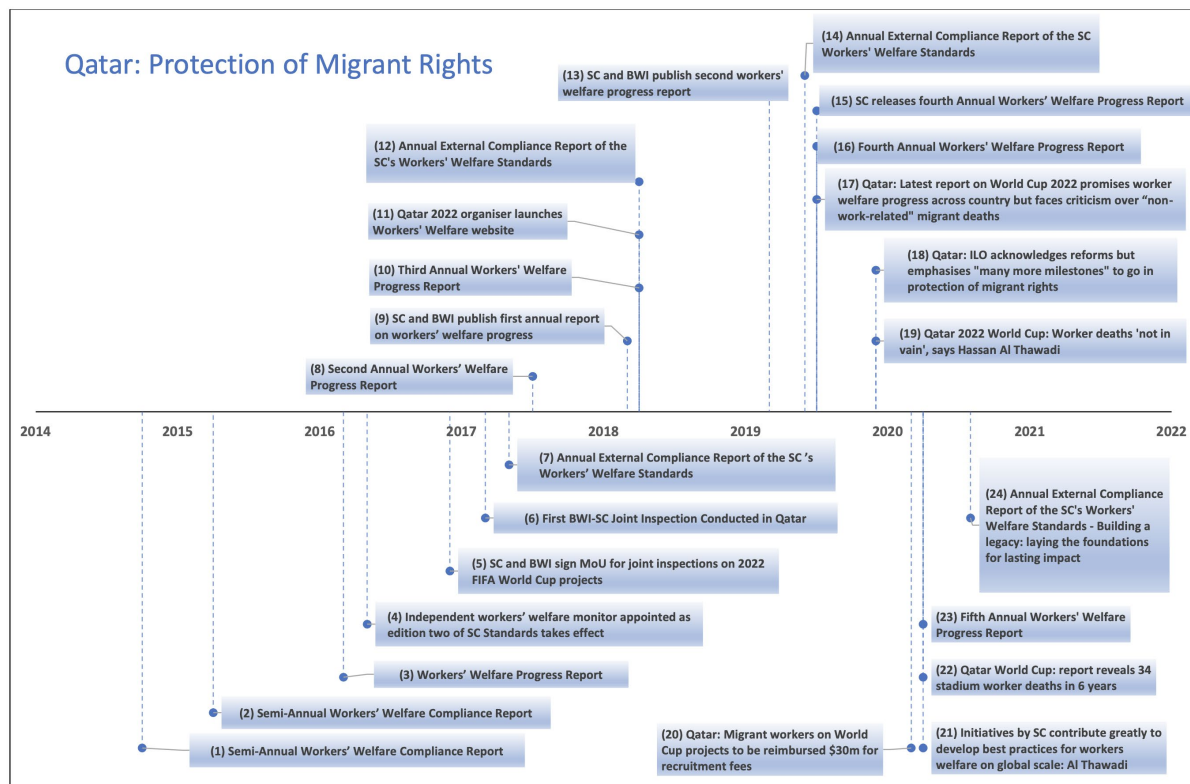 Qatar: Protection of Migrant Rights
(14) Annual External Compliance Report of the SC
Workers' Welfare Standards
(13) SC and BWI publish second workers'
welfare progress report
(15) SC releases fourth Annual Workers’ Welfare Progress Report
(12) Annual External Compliance Report of the
SC's Workers' Welfare Standards
(16) Fourth Annual Workers' Welfare Progress Report
(17) Qatar: Latest report on World Cup 2022 promises worker
welfare progress across country but faces criticism over “non-
work-related" migrant deaths
(11) Qatar 2022 organiser launches
Workers' Welfare website
(18) Qatar: ILO acknowledges reforms but
emphasises "many more milestones" to go in
protection of migrant rights
(10) Third Annual Workers' Welfare
Progress Report
(9) SC and BWI publish first annual report
on workers’ welfare progress
(19) Qatar 2022 World Cup: Worker deaths 'not in
vain', says Hassan Al Thawadi
(8) Second Annual Workers’ Welfare
Progress Report
2014 2015 2016 2017 2018 2019 2020 2021 2022
(7) Annual External Compliance Report of the SC ’s
Workers’ Welfare Standards
(24) Annual External Compliance
Report of the SC's Workers'
Welfare Standards - Building a
legacy: laying the foundations
for lasting impact
(6) First BWI-SC Joint Inspection Conducted in Qatar
(5) SC and BWI sign MoU for joint inspections on 2022
FIFA World Cup projects
(4) Independent workers’ welfare monitor appointed as
edition two of SC Standards takes effect
(23) Fifth Annual Workers' Welfare
Progress Report
(3) Workers’ Welfare Progress Report
(22) Qatar World Cup: report reveals 34
stadium worker deaths in 6 years
(2) Semi-Annual Workers’ Welfare Compliance Report
(1) Semi-Annual Workers’ Welfare Compliance Report
(20) Qatar: Migrant workers on World
Cup projects to be reimbursed $30m for
recruitment fees
(21) Initiatives by SC contribute greatly to
develop best practices for workers
welfare on global scale: Al Thawadi